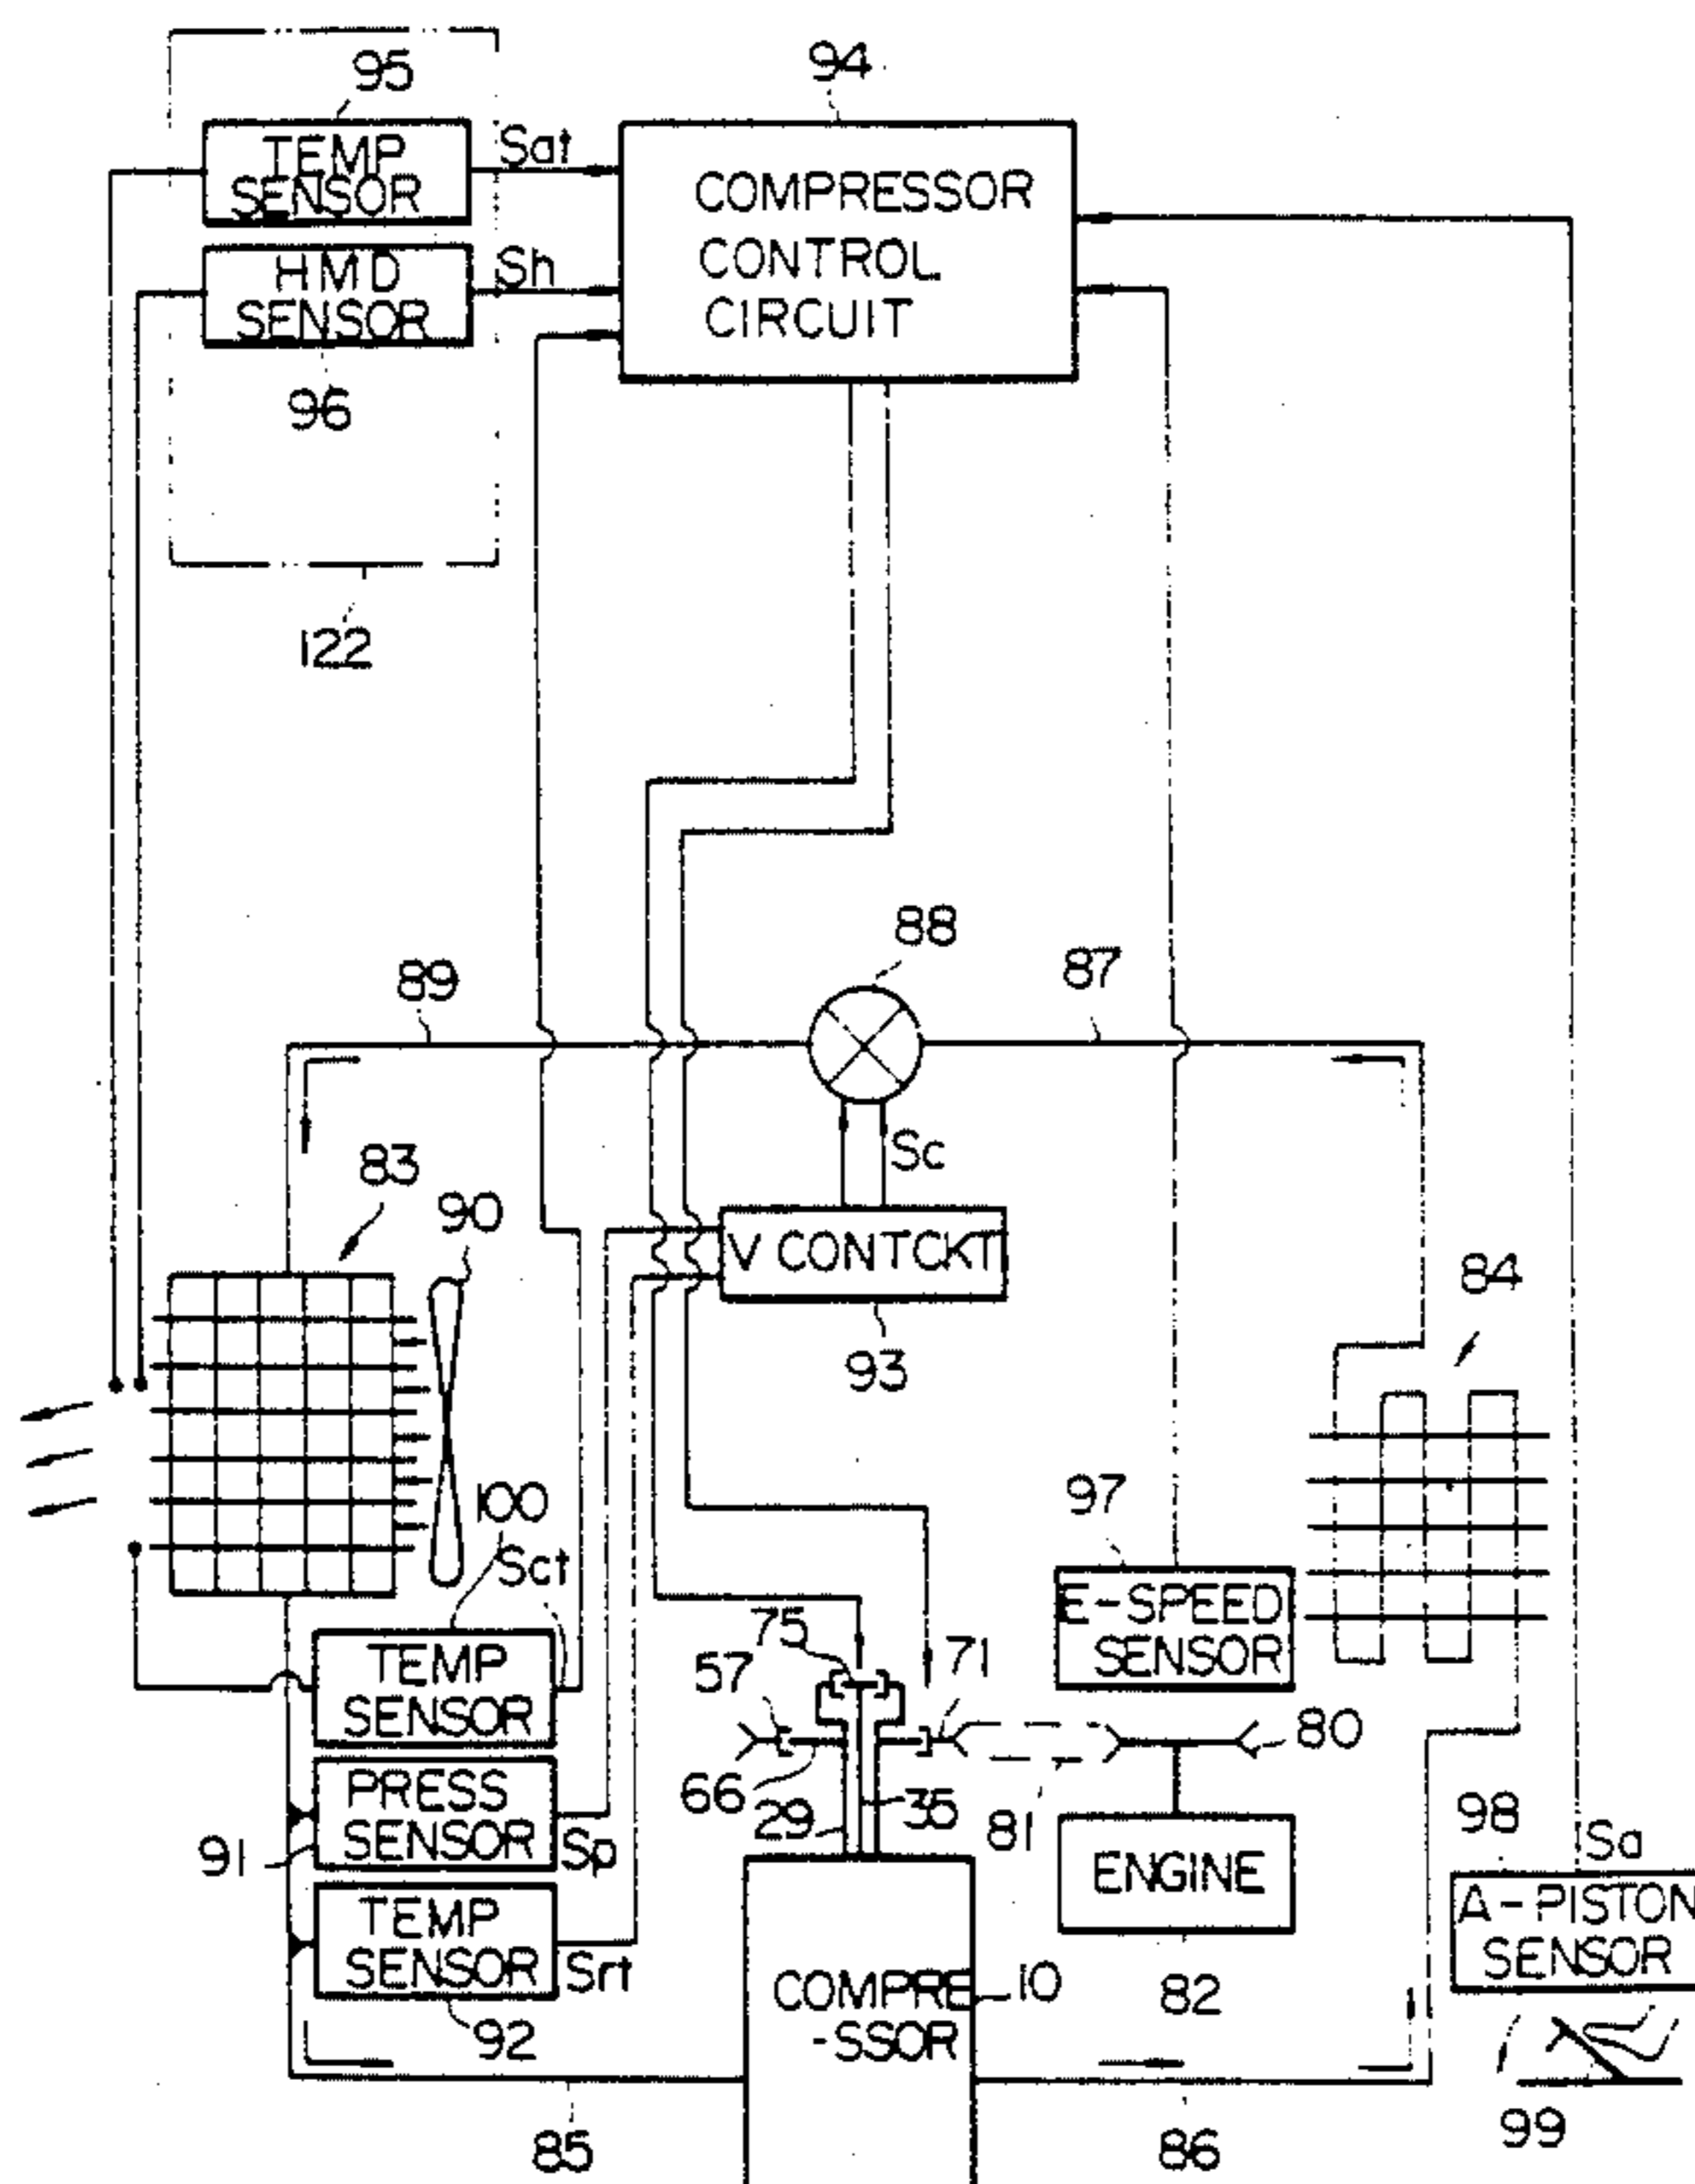 95
94
TEMP
SENSOR
Sat
COMPRESSOR
CONTROL
CIRCUIT
HMD
SENSOR
Sh
96
122
88
89
87
Sc
83
90
V CONTCKT
84
93
100
Sct
97
E-SPEED
SENSOR
75
71
57
TEMP
SENSOR
80
66
29
35
81
PRESS
SENSOR
91
Sp
98
Sa
ENGINE
A-PISTON
SENSOR
TEMP
SENSOR
Srt
COMPRE
-SSOR
10
82
92
99
85
86